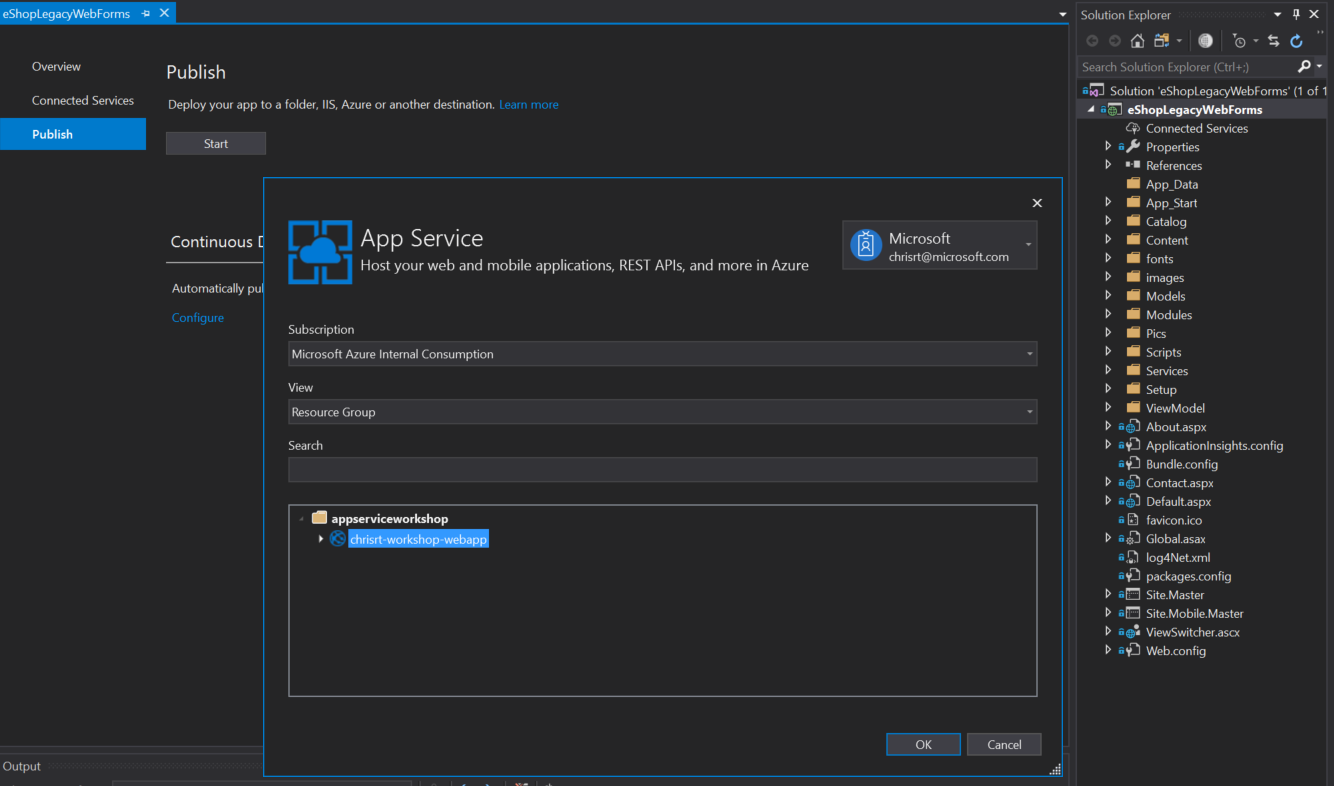 eShopLegacyWebForms
Overview
Connected Services
Publish
Publish
Deploy your app to a folder, IIS, Azure or another destination. Learn more
Start
Continuous D
Automatically pul
Configure
App Service
Host your web and mobile applications, REST APIs, and more in Azure
Microsoft
chrisrt@microsoft.com
Subscription
Microsoft Azure Internal Consumption
View
Resource Group
Search
appserviceworkshop
chrisrt-workshop-webapp
OK
Cancel
Output
Solution Explorer
Search Solution Explorer (Ctrl+;)
Solution 'eShopLegacyWebForms' (1 of 1
eShopLegacyWebForms
Connected Services
Properties
References
App_Data
App_Start
Catalog
Content
fonts
images
Models
Modules
Pics
Scripts
Services
Setup
ViewModel
About.aspx
ApplicationInsights.config
Bundle.config
Contact.aspx
Default.aspx
favicon.ico
Global.asax
log4Net.xml
packages.config
Site.Master
Site.Mobile.Master
ViewSwitcher.ascx
Web.config